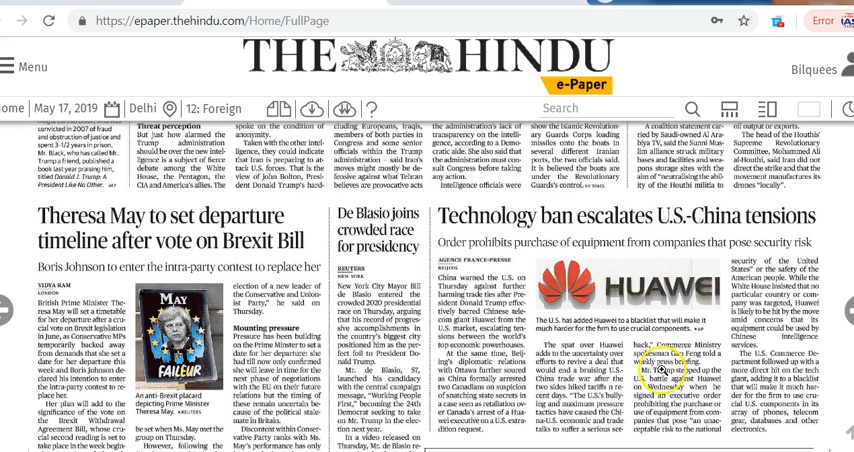 https://epaper.thehindu.com/Home/FullPage
Error
Menu
THE HINDU
e-Paper
Bilquees
ome
May 17, 2019
Delhi
12: Foreign
?
Search
convicted in 2007 of fraud
and obstruction of justice and
spent 3-1/2 years in prison.
Mr. Black, who has called Mr.
Trump a friend, published a
book last year praising him,
titled Donald J. Trump: A
President Like No Other. AFP
Threat perception
But just how alarmed the
Trump administration
should be over the new intel-
ligence is a subject of fierce
debate among the White
House, the Pentagon, the
CIA and America's allies. The
spoke on the condition of
anonymity.
Taken with the other intel-
ligence, they could indicate
that Iran is preparing to at-
tack U.S. forces. That is the
view of John Bolton, Presi-
dent Donald Trump's hard-
cluding Europeans, Iraqis,
members of both parties in
Congress and some senior
officials within the Trump
administration – said Iran's
moves might mostly be de-
fensive against what Tehran
believes are provocative acts
the administration's lack of
transparency on the intelli-
gence, according to a Demo-
cratic aide. She also said that
the administration must con-
sult Congress before taking
any action.
Intelligence officials were
show the Islamic Revolution-
ary Guards Corps loading
missiles onto the boats in
several different Iranian
ports, the two officials said.
It is believed the boats are
under the Revolutionary
Guards's control. NY TIMES
A coalition statement car-
ried by Saudi-owned Al Ara-
biya TV, said the Sunni Mus-
lim alliance struck military
bases and facilities and wea-
pons storage sites with the
aim of "neutralising the abil-
ity of the Houthi militia to
oil output or exports.
The head of the Houthis'
Supreme Revolutionary
Committee, Mohammed Ali
al-Houthi, said Iran did not
direct the strike and that the
movement manufactures its
drones "locally".
Theresa May to set departure
timeline after vote on Brexit Bill
Boris Johnson to enter the intra-party contest to replace her
VIDYA RAM
LONDON
British Prime Minister The-
resa May will set a timetable
for her departure after a cru-
cial vote on Brexit legislation
in June, as Conservative MPs
temporarily backed away
from demands that she set a
date for her departure this
week and Boris Johnson de-
clared his intention to enter
the intra-party contest to re-
place her.
Her plan will add to the
significance of the vote on
the Brexit Withdrawal
Agreement Bill, whose cru-
cial second reading is set to
take place in the week begin-
MAY
FAILEUR
An anti-Brexit placard
depicting Prime Minister
Theresa May. •REUTERS
be set when Ms. May met the
group on Thursday.
However, following the
election of a new leader of
the Conservative and Union-
ist Party," he said on
Thursday.
Mounting pressure
Pressure has been building
on the Prime Minster to set a
date for her departure: she
had till now only confirmed
she will leave in time for the
next phase of negotiations
with the EU on their future
relations but the timing of
these remain uncertain be-
cause of the political stale-
mate in Britain.
Discontent within Conser-
vative Party ranks with Ms.
May's performance has only
De Blasio joins
crowded race
for presidency
REUTERS
NEW YORK
New York City Mayor Bill
de Blasio entered the
crowded 2020 presidential
race on Thursday, arguing
that his record of progres-
sive accomplishments in
the country's biggest city
positioned him as the per-
fect foil to President Do-
nald Trump.
Mr. de Blasio, 57,
launched his candidacy
with the central campaign
message, "Working People
First", becoming the 24th
Democrat seeking to take
on Mr. Trump in the elec-
tion next year.
In a video released on
Thursday, Mr. de Blasio re-
Technology ban escalates U.S.-China tensions
Order prohibits purchase of equipment from companies that pose security risk
AGENCE FRANCE-PRESSE
BEIJING
China warned the U.S. on
Thursday against further
harming trade ties after Pre-
sident Donald Trump effec-
tively barred Chinese tele-
com giant Huawei from the
U.S. market, escalating ten-
sions between the world's
top economic powerhouses.
At the same time, Beij-
ing's diplomatic relations
with Ottawa further soured
as China formally arrested
two Canadians on suspicion
of snatching state secrets in
a case seen as retaliation ov-
er Canada's arrest of a Hua-
wei executive on a U.S. extra-
dition request.
HUAWEI
The U.S. has added Huawei to a blacklist that will make it
much harder for the firm to use crucial components. •AP
The spat over Huawei
adds to the uncertainty over
efforts to revive a deal that
would end a bruising U.S.-
China trade war after the
two sides hiked tariffs in re-
cent days. "The U.S.'s bully-
ing and maximum pressure
tactics have caused the Chi-
na-U.S. economic and trade
talks to suffer a serious set-
back," Commerce Ministry
spokesman Gao Feng told a
weekly press briefing.
Mr. Trump stepped up the
U.S. battle against Huawei
on Wednesday when he
signed an executive order
prohibiting the purchase or
use of equipment from com-
panies that pose "an unac-
ceptable risk to the national
security of the United
States" or the safety of the
American people. While the
White House insisted that no
particular country or compa-
ny was targeted, Huawei
is likely to be hit by the move
amid concerns that its
equipment could be used by
Chinese intelligence
services.
The U.S. Commerce De-
partment followed up with a
more direct hit on the tech
giant, adding it to a blacklist
that will make it much har-
der for the firm to use cru-
cial U.S. components in its
array of phones, telecom
gear, databases and other
electronics.